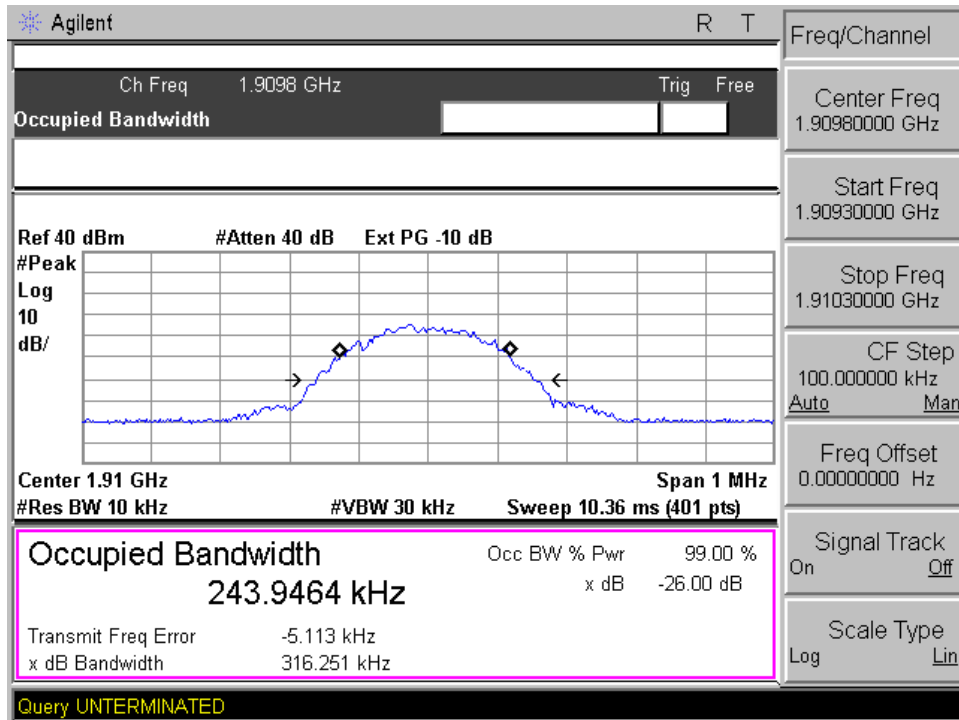 Agilent R T
Ch Freq 1.9098 GHz Trig Free
Occupied Bandwidth
Ref 40 dBm #Atten 40 dB Ext PG -10 dB
#Peak
Log
10
dB/
Center 1.91 GHz Span 1 MHz
#Res BW 10 kHz #VBW 30 kHz Sweep 10.36 ms (401 pts)
Occupied Bandwidth
243.9464 kHz
Occ BW % Pwr 99.00 %
x dB -26.00 dB
Transmit Freq Error -5.113 kHz
x dB Bandwidth 316.251 kHz
Query UNTERMINATED
Freq/Channel
Center Freq
1.90980000 GHz
Start Freq
1.90930000 GHz
Stop Freq
1.91030000 GHz
CF Step
100.000000 kHz
Auto Man
Freq Offset
0.00000000 Hz
Signal Track
On Off
Scale Type
Log Lin